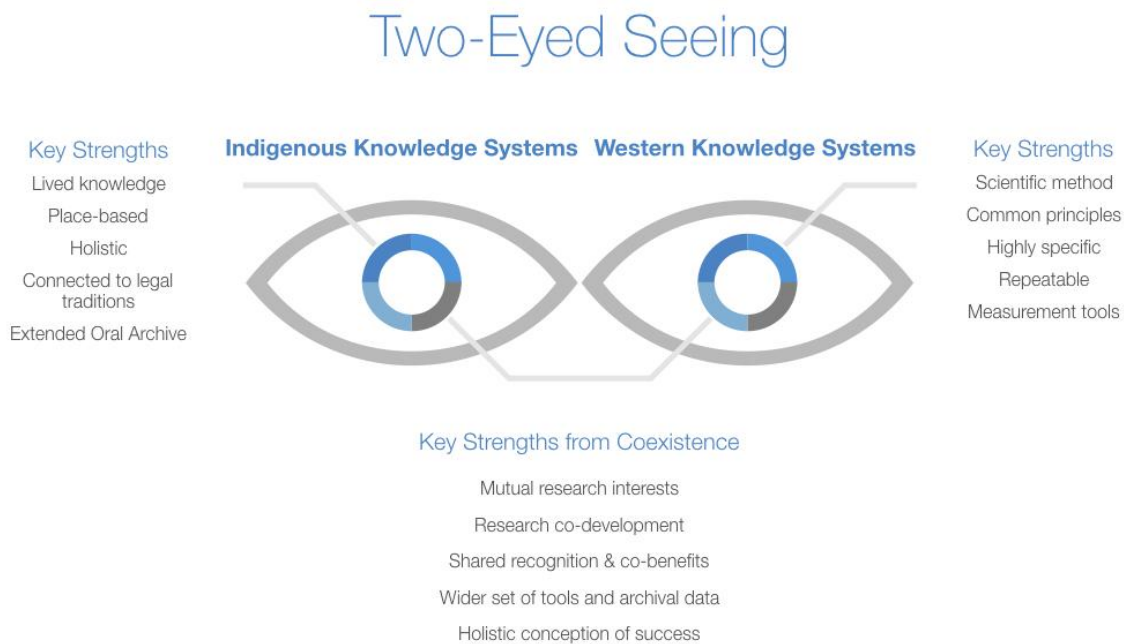 Two-Eyed Seeing
Key Strengths
Lived knowledge
Place-based
Holistic
Connected to legal
traditions
Extended Oral Archive
Indigenous Knowledge Systems
Western Knowledge Systems
Key Strengths
Scientific method
Common principles
Highly specific
Repeatable
Measurement tools
Key Strengths from Coexistence
Mutual research interests
Research co-development
Shared recognition & co-benefits
Wider set of tools and archival data
Holistic conception of success